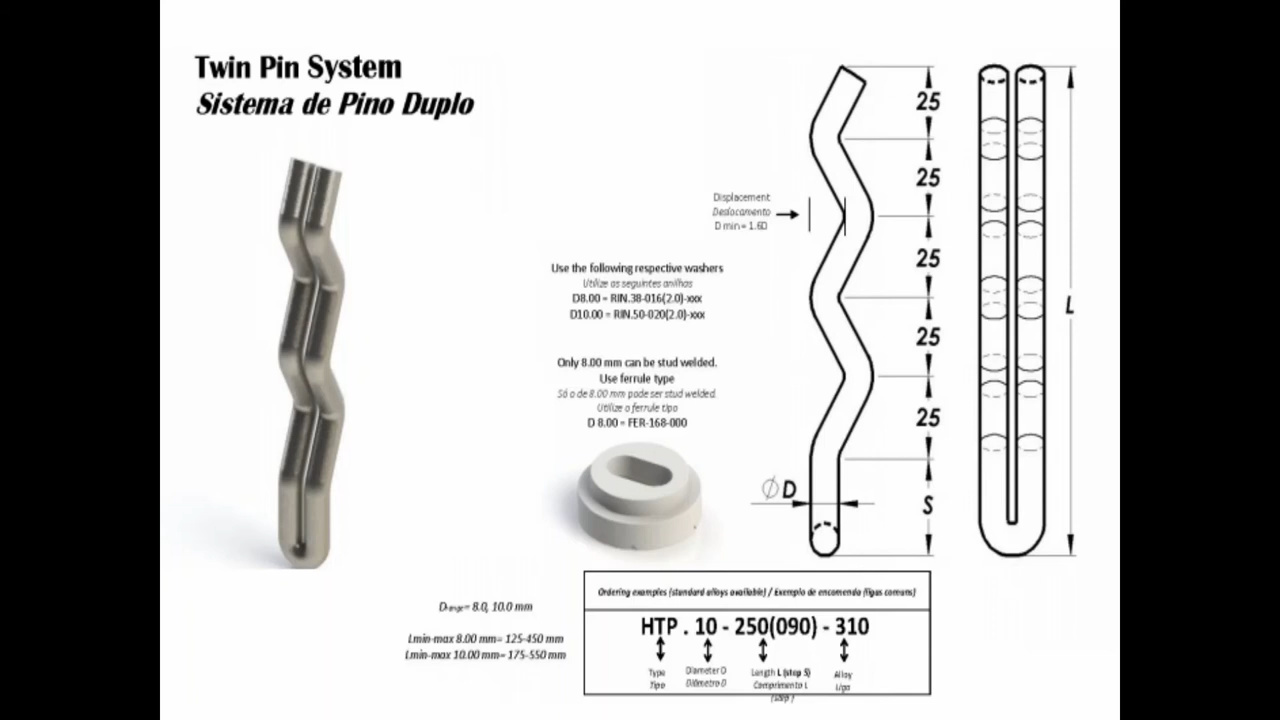 Twin Pin System
Sistema de Pino Duplo
Displacement
Deslocamento
D min = 1.6D
Use the following respective washers
Utilize as seguintes anilhas
D8.00 = RIN.38-016(2.0)-xxx
D10.00 = RIN.50-020(2.0)-xxx
Only 8.00 mm can be stud welded.
Use ferrule type
Só o de 8.00 mm pode ser stud welded.
Utilize o ferrule tipo
D 8.00 = FER-168-000
25
25
25
25
25
S
L
ØD
Drange= 8.0, 10.0 mm
Lmin-max 8.00 mm= 125-450 mm
Lmin-max 10.00 mm= 175-550 mm
Ordering examples (standard alloys available) / Exemplo de encomenda (ligas comuns)
HTP . 10 - 250(090) - 310
Type
Tipo
Diameter D
Diâmetro D
Length L (step S)
Comprimento L
(step )
Alloy
Liga